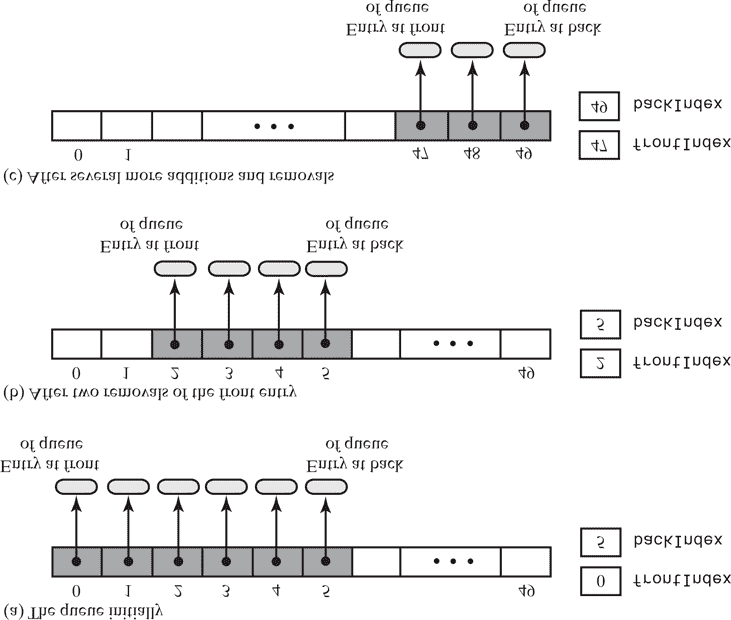 (a) The queue initially
0 1 2 3 4 5 49
0 frontIndex
5 backIndex
Entry at front
of queue
Entry at back
of queue
(b) After two removals of the front entry
0 1 2 3 4 5 49
2 frontIndex
5 backIndex
Entry at front
of queue
Entry at back
of queue
(c) After several more additions and removals
0 1 47 48 49
47 frontIndex
49 backIndex
Entry at front
of queue
Entry at back
of queue